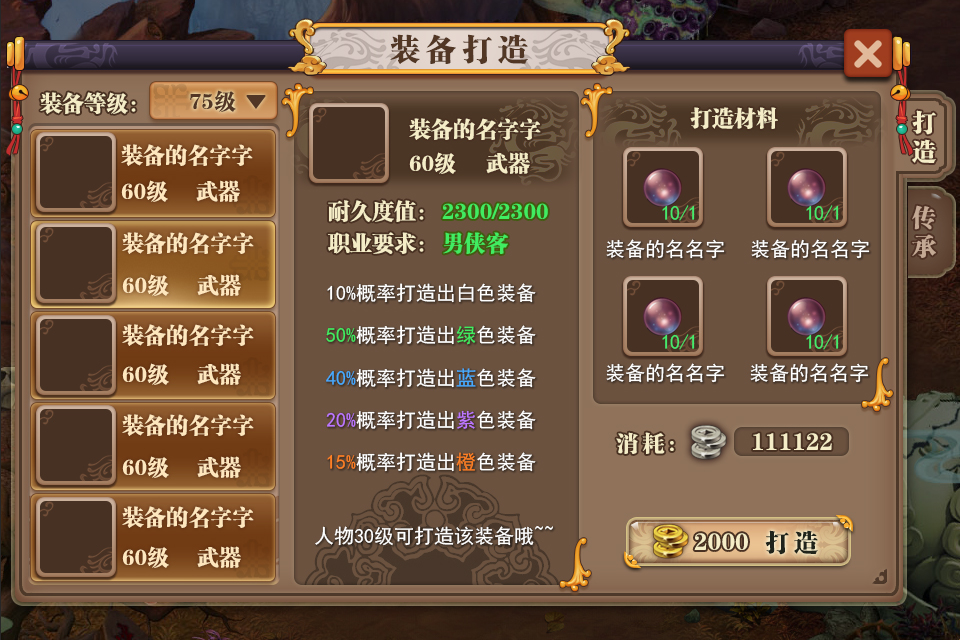 装备打造
装备等级: 75级
装备的名字字
60级 武器
装备的名字字
60级 武器
装备的名字字
60级 武器
装备的名字字
60级 武器
装备的名字字
60级 武器
装备的名字字
60级 武器
耐久度值: 2300/2300
职业要求: 男侠客
10%概率打造出白色装备
50%概率打造出绿色装备
40%概率打造出蓝色装备
20%概率打造出紫色装备
15%概率打造出橙色装备
人物30级可打造该装备哦~~
打造材料
10/1 10/1
装备的名名字 装备的名名字
10/1 10/1
装备的名名字 装备的名名字
消耗: 111122
2000 打造
打造
传承